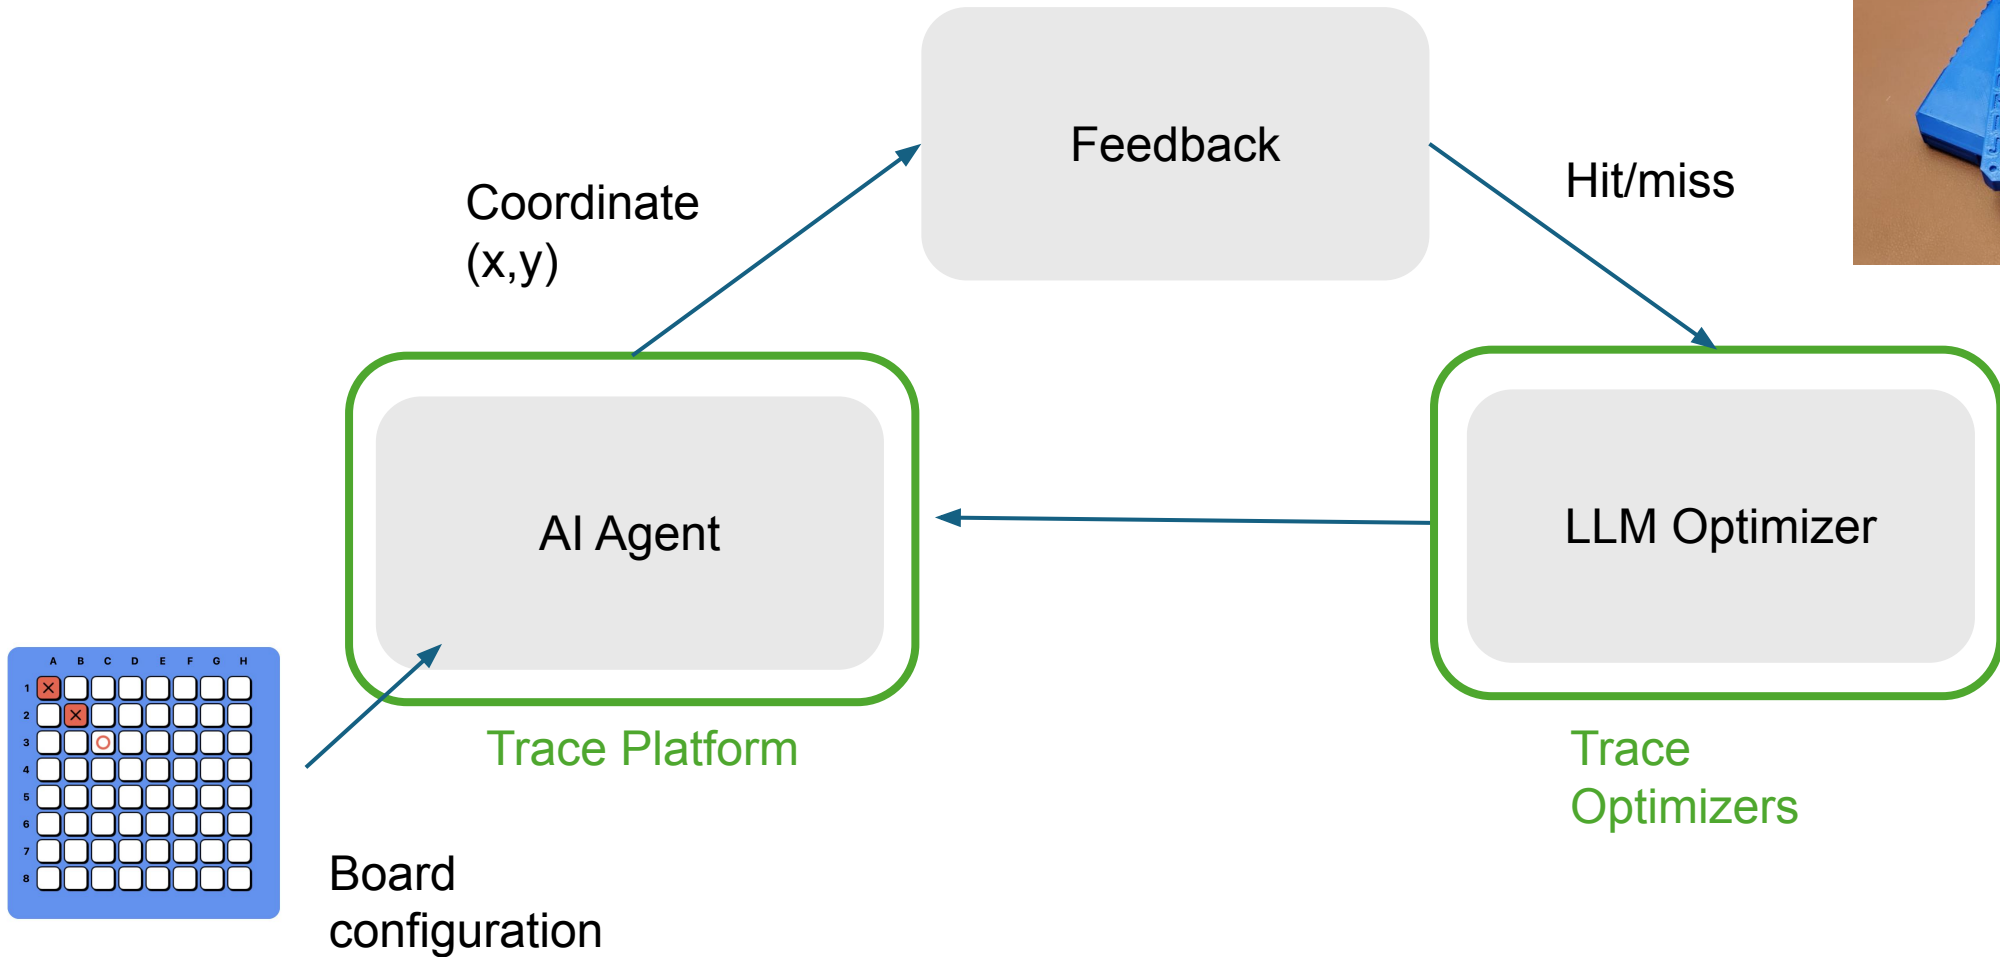 Feedback
Coordinate
(x,y)
Hit/miss
AI Agent
LLM Optimizer
Trace Platform
Trace
Optimizers
A B C D E F G H
1
2
3
4
5
6
7
8
Board
configuration